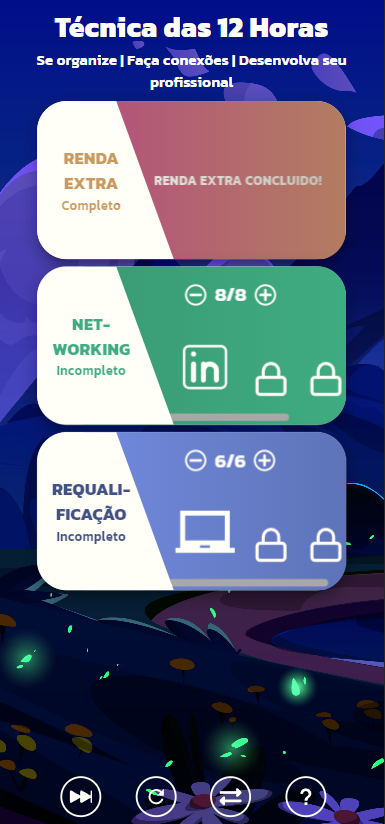 Técnica das 12 Horas
Se organize | Faça conexões | Desenvolva seu
profissional
RENDA
EXTRA
Completo
RENDA EXTRA CONCLUIDO!
NET-
WORKING
Incompleto
8/8
in
REQUALI-
FICAÇÃO
Incompleto
6/6
?